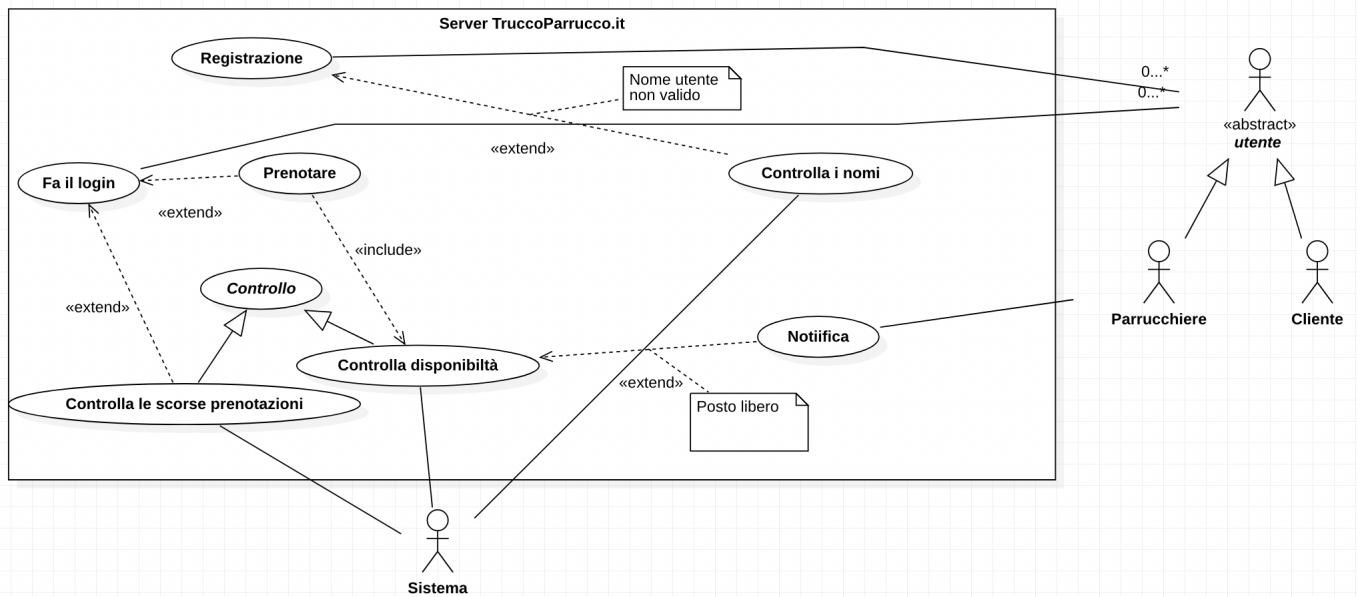 Server TruccoParrucco.it
Registrazione
Nome utente
non valido
0...*
0...*
«abstract»
utente
«extend»
Fa il login
Prenotare
Controlla i nomi
«extend»
«include»
Controllo
«extend»
Parrucchiere
Cliente
Notiifica
Controlla disponibiltà
«extend»
Controlla le scorse prenotazioni
Posto libero
Sistema